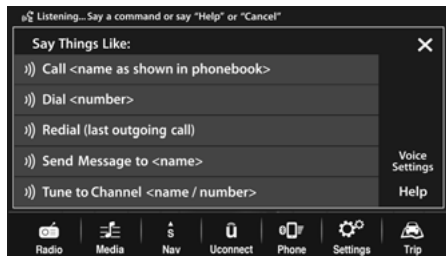 Listening...Say a command or say "Help" or "Cancel"
Say Things Like:
Call <name as shown in phonebook>
Dial <number>
Redial (last outgoing call)
Send Message to <name>
Tune to Channel <name / number>
Voice
Settings
Help
S
Radio
Media
Nav
Uconnect
Phone
Settings
Trip